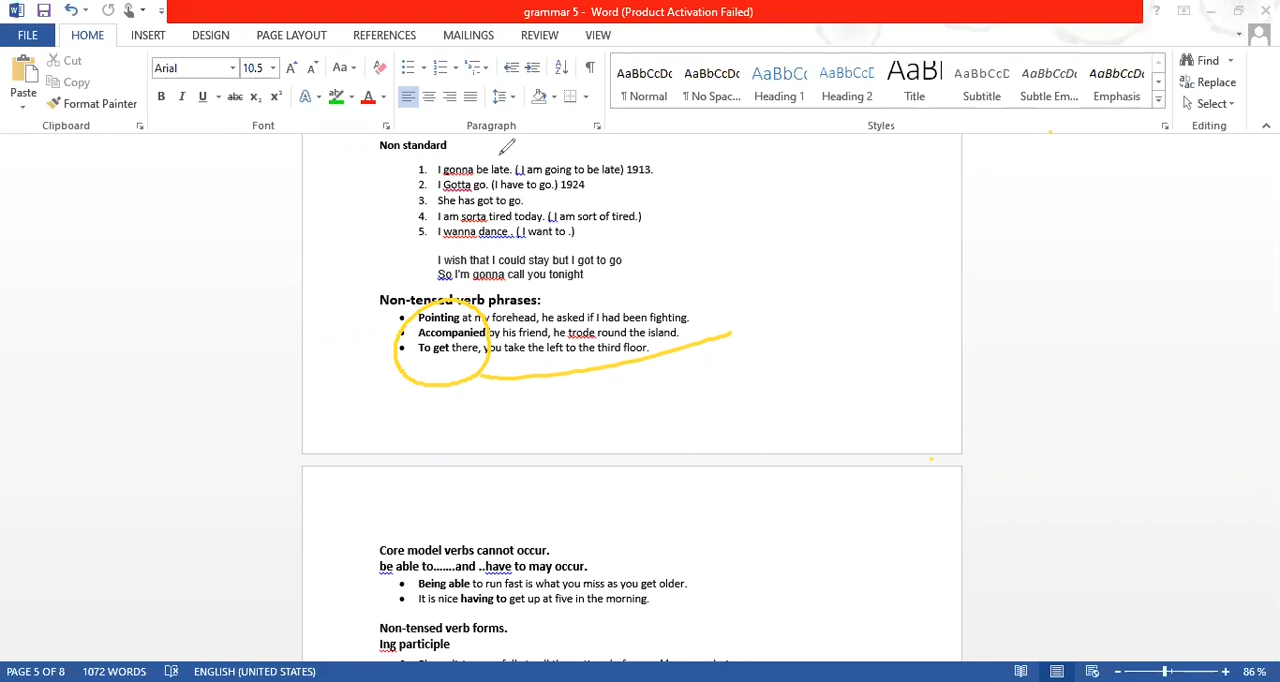 grammar 5 - Word (Product Activation Failed)
FILE HOME INSERT DESIGN PAGE LAYOUT REFERENCES MAILINGS REVIEW VIEW
Paste Cut Copy Format Painter
Arial 10.5
AaBbCcDc AaBbCcDc AaBbCc AaBbCcD AaBl AaBbCcD AaBbCcDc AaBbCcDc
¶ Normal ¶ No Spac... Heading 1 Heading 2 Title Subtitle Subtle Em... Emphasis
Find Replace Select
Clipboard Font Paragraph Styles Editing
Non standard
1. I gonna be late. ( I am going to be late) 1913.
2. I Gotta go. (I have to go.) 1924
3. She has got to go.
4. I am sorta tired today. ( I am sort of tired.)
5. I wanna dance . ( I want to .)
I wish that I could stay but I got to go
So I'm gonna call you tonight
Non-tensed verb phrases:
• Pointing at my forehead, he asked if I had been fighting.
• Accompanied by his friend, he trode round the island.
• To get there, you take the left to the third floor.
Core model verbs cannot occur.
be able to.......and ..have to may occur.
• Being able to run fast is what you miss as you get older.
• It is nice having to get up at five in the morning.
Non-tensed verb forms.
Ing participle
PAGE 5 OF 8 1072 WORDS ENGLISH (UNITED STATES) 86 %